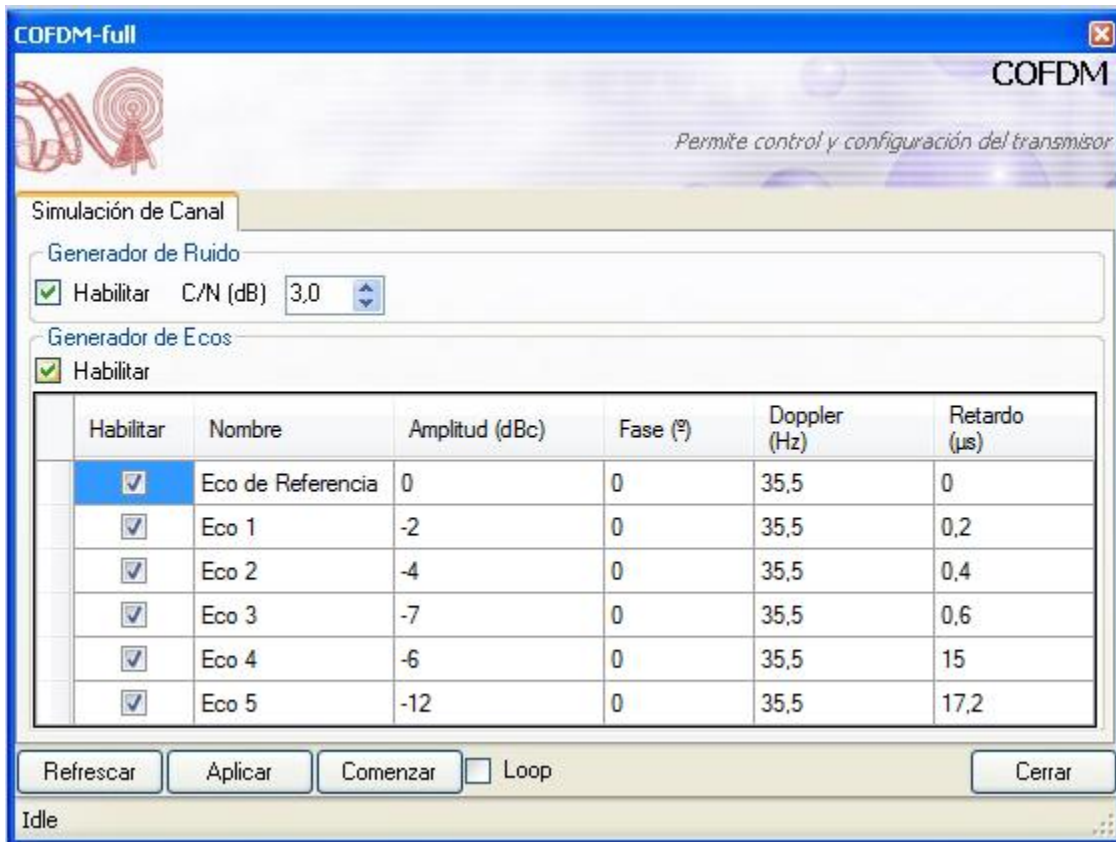 COFDM-full
COFDM
Permite control y configuración del transmisor
Simulación de Canal
Generador de Ruido
Habilitar C/N (dB) 3,0
Generador de Ecos
Habilitar
Habilitar Nombre Amplitud (dBc) Fase (º) Doppler (Hz) Retardo (µs)
Eco de Referencia 0 0 35,5 0
Eco 1 -2 0 35,5 0,2
Eco 2 -4 0 35,5 0,4
Eco 3 -7 0 35,5 0,6
Eco 4 -6 0 35,5 15
Eco 5 -12 0 35,5 17,2
Refrescar Aplicar Comenzar Loop Cerrar
Idle